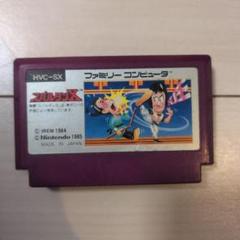 HVC-SX
ファミリー コンピュータ
スパルタンX
© IREM 1984
© Nintendo 1985
MADE IN JAPAN